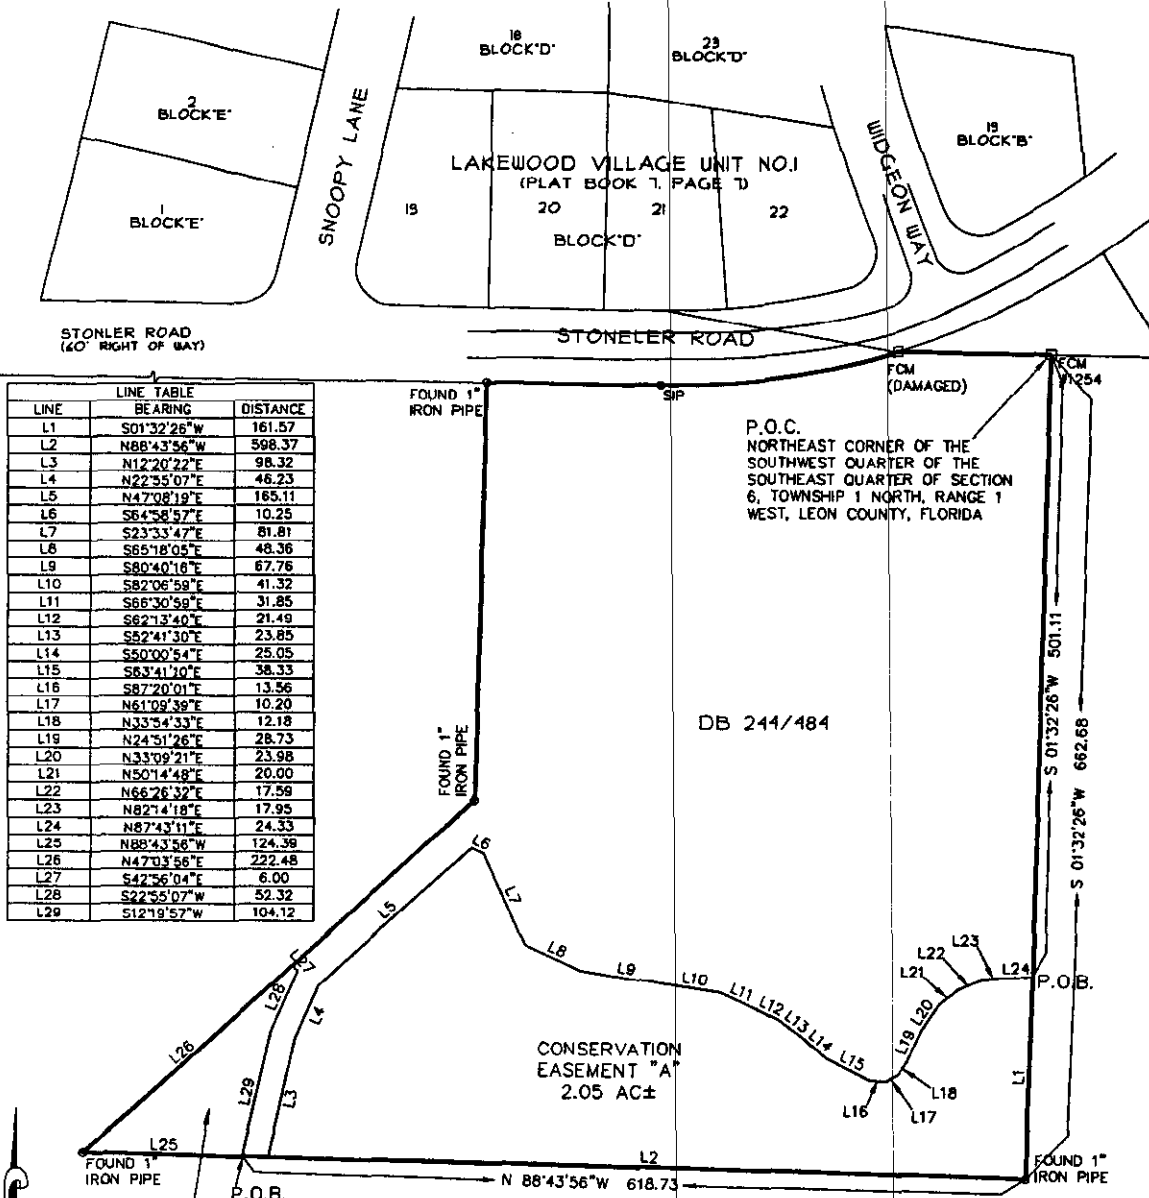 18
BLOCK"D"
23
BLOCK"D"
2
BLOCK"E"
19
BLOCK"B"
SNOOPY LANE
WIDGEON WAY
LAKEWOOD VILLAGE UNIT NO.1
(PLAT BOOK 7, PAGE 7)
1
BLOCK"E"
19
20
21
22
BLOCK"D"
STONLER ROAD
(60' RIGHT OF WAY)
STONELER ROAD
FOUND 1"
IRON PIPE
SIP
FCM
(DAMAGED)
FCM
#1254
P.O.C.
NORTHEAST CORNER OF THE
SOUTHWEST QUARTER OF THE
SOUTHEAST QUARTER OF SECTION
6, TOWNSHIP 1 NORTH, RANGE 1
WEST, LEON COUNTY, FLORIDA
LINE TABLE
LINE BEARING DISTANCE
L1 S01°32'26"W 161.57
L2 N88°43'56"W 598.37
L3 N12°20'22"E 98.32
L4 N22°55'07"E 46.23
L5 N47°08'19"E 165.11
L6 S64°58'57"E 10.25
L7 S23°33'47"E 81.81
L8 S65°18'05"E 48.36
L9 S80°40'16"E 67.76
L10 S82°06'59"E 41.32
L11 S66°30'59"E 31.85
L12 S62°13'40"E 21.49
L13 S52°41'30"E 23.85
L14 S50°00'54"E 25.05
L15 S63°41'20"E 38.33
L16 S87°20'01"E 13.56
L17 N61°09'39"E 10.20
L18 N33°54'33"E 12.18
L19 N24°51'26"E 28.73
L20 N33°09'21"E 23.98
L21 N50°14'48"E 20.00
L22 N66°26'32"E 17.59
L23 N82°14'18"E 17.95
L24 N87°43'11"E 24.33
L25 N88°43'56"W 124.39
L26 N47°03'56"E 222.48
L27 S42°56'04"E 6.00
L28 S22°55'07"W 52.32
L29 S12°19'57"W 104.12
DB 244/484
S 01°32'26"W 501.11
S 01°32'26"W 662.68
FOUND 1"
IRON PIPE
L6
L5
L7
L8
L9
L10
L11
L12
L13
L14
L15
L16
L17
L18
L19
L20
L21
L22
L23
L24
P.O.B.
L27
L28
L4
L26
L29
L3
L1
CONSERVATION
EASEMENT "A"
2.05 AC±
L25
L2
FOUND 1"
IRON PIPE
P.O.B.
N 88°43'56"W 618.73
FOUND 1"
IRON PIPE